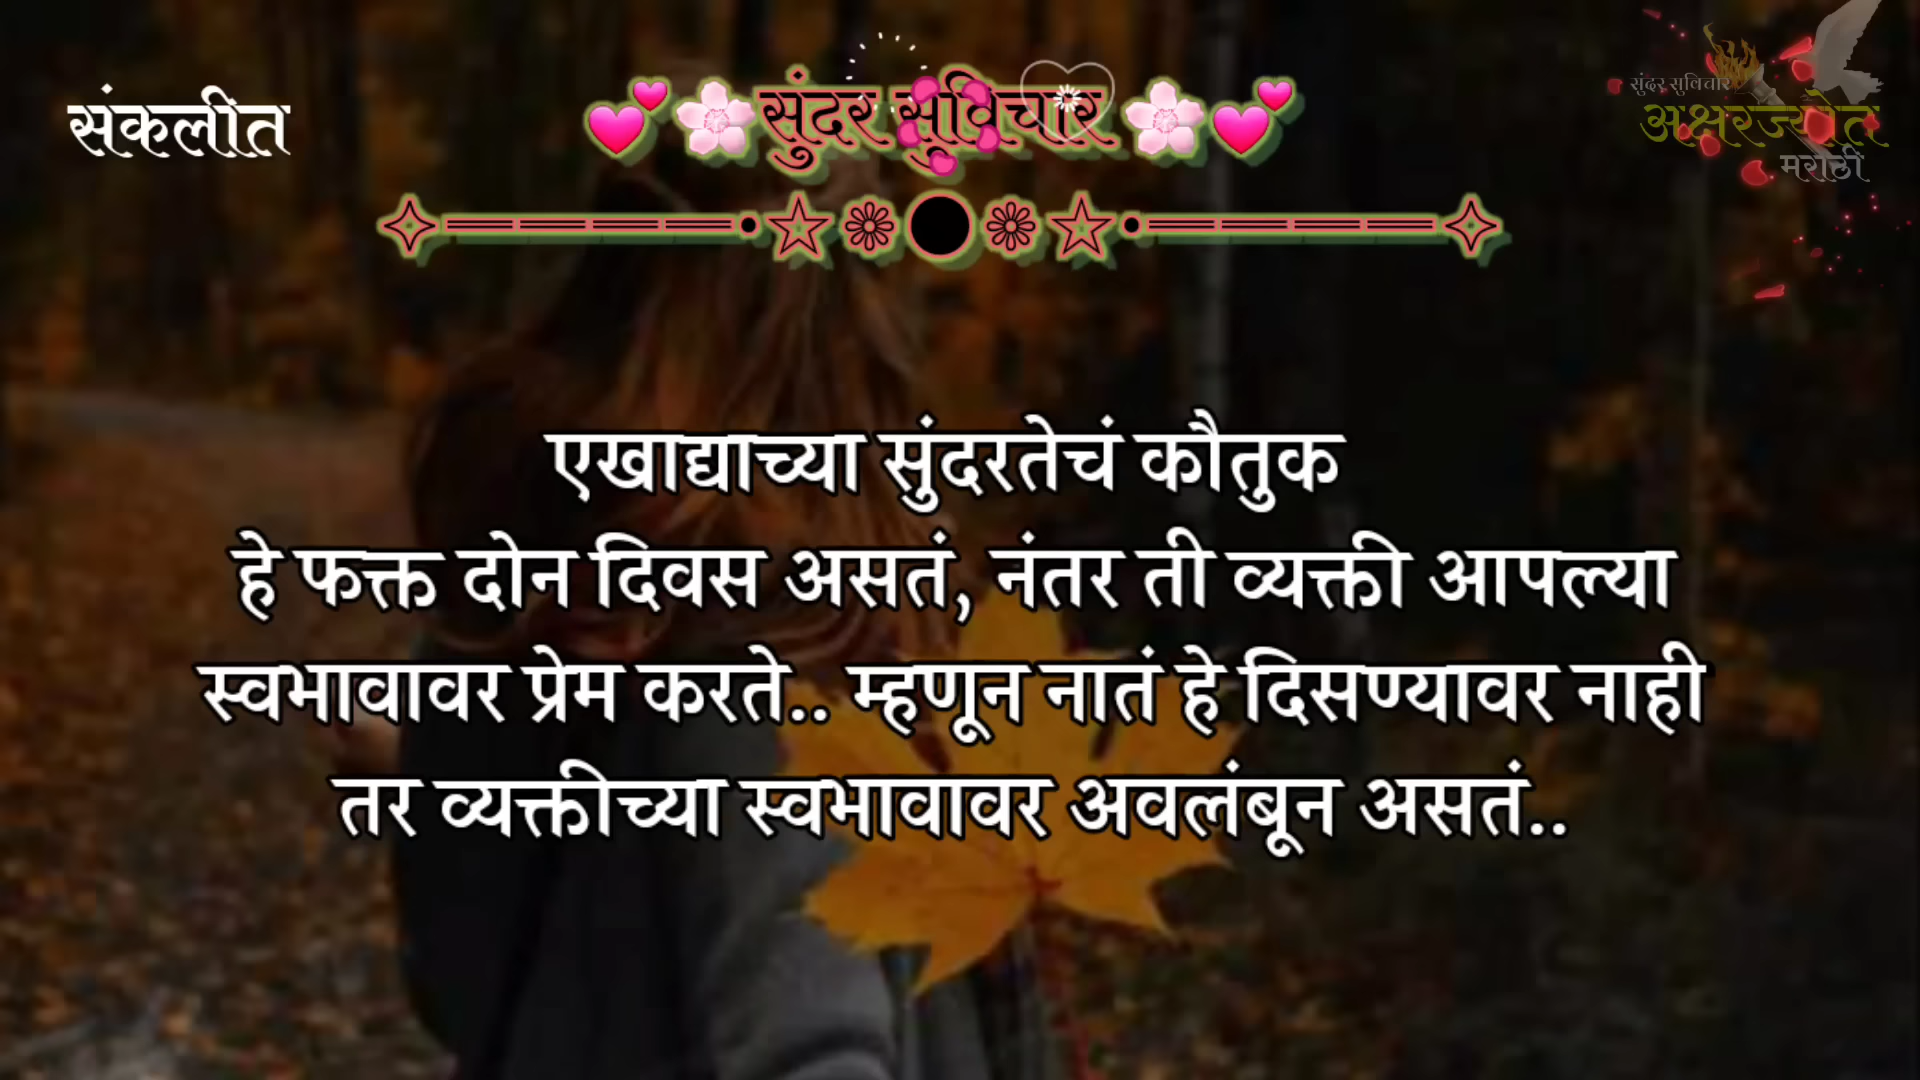 संकलीत
💕🌸सुंदर सुविचार🌸💕
सुंदर सुविचार
अक्षरज्योत
मराठी
एखाद्याच्या सुंदरतेचं कौतुक
हे फक्त दोन दिवस असतं, नंतर ती व्यक्ती आपल्या
स्वभावावर प्रेम करते.. म्हणून नातं हे दिसण्यावर नाही
तर व्यक्तीच्या स्वभावावर अवलंबून असतं..